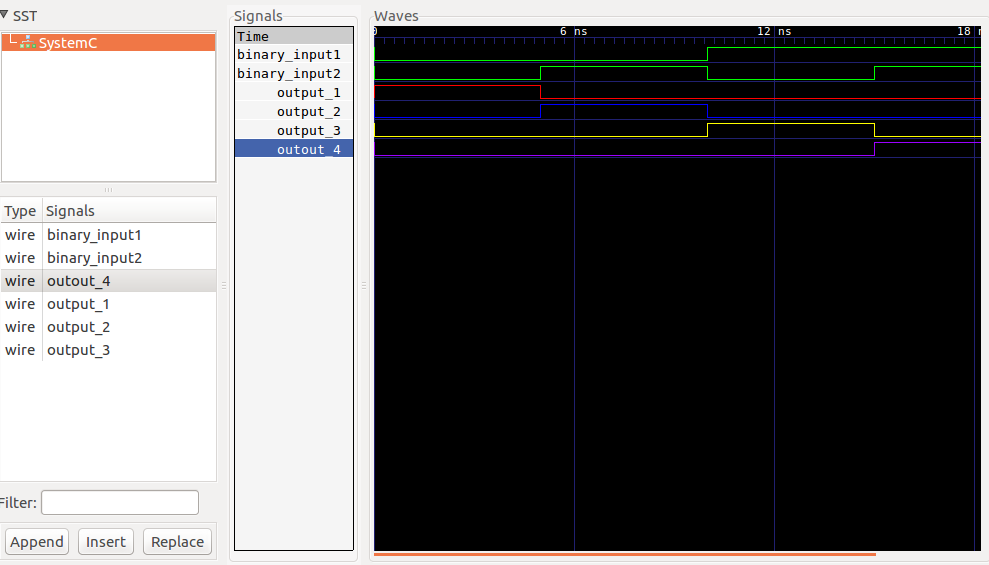 SST
SystemC
Type Signals
wire binary_input1
wire binary_input2
wire outout_4
wire output_1
wire output_2
wire output_3
Filter:
Append Insert Replace
Signals
Time
binary_input1
binary_input2
output_1
output_2
output_3
outout_4
Waves
0 6 ns 12 ns 18 n